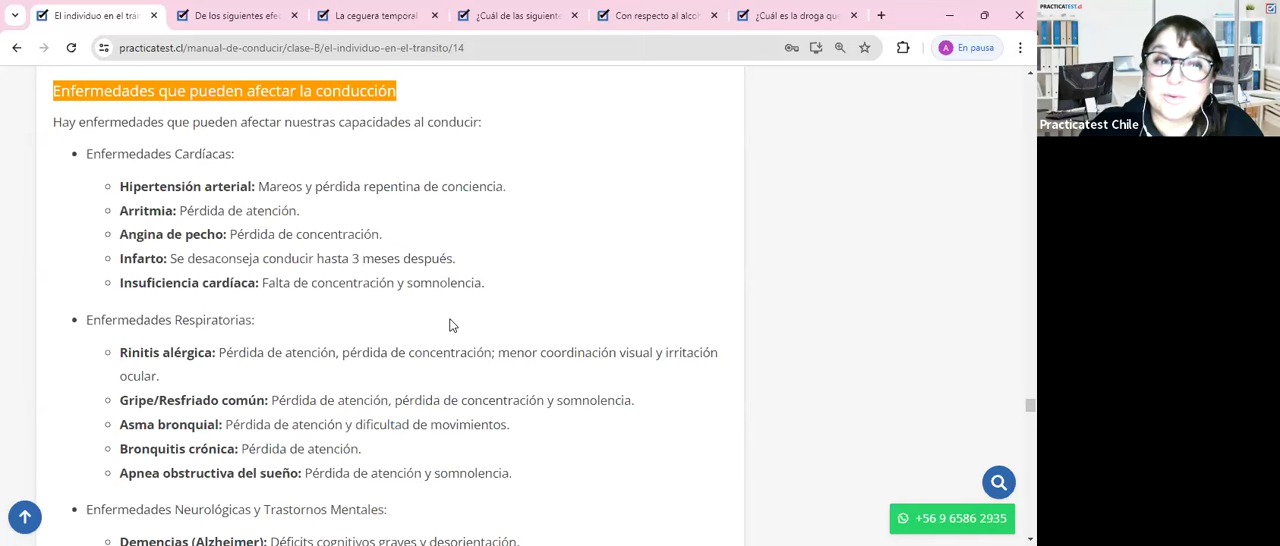 El individuo en el trán
De los siguientes efe
La ceguera temporal
¿Cuál de las siguiente
Con respecto al alcoh
¿Cuál es la droga que
practicatest.cl/manual-de-conducir/clase-B/el-individuo-en-el-transito/14
A En pausa
Enfermedades que pueden afectar la conducción
Hay enfermedades que pueden afectar nuestras capacidades al conducir:
Enfermedades Cardíacas:
Hipertensión arterial: Mareos y pérdida repentina de conciencia.
Arritmia: Pérdida de atención.
Angina de pecho: Pérdida de concentración.
Infarto: Se desaconseja conducir hasta 3 meses después.
Insuficiencia cardíaca: Falta de concentración y somnolencia.
Enfermedades Respiratorias:
Rinitis alérgica: Pérdida de atención, pérdida de concentración; menor coordinación visual y irritación
ocular.
Gripe/Resfriado común: Pérdida de atención, pérdida de concentración y somnolencia.
Asma bronquial: Pérdida de atención y dificultad de movimientos.
Bronquitis crónica: Pérdida de atención.
Apnea obstructiva del sueño: Pérdida de atención y somnolencia.
Enfermedades Neurológicas y Trastornos Mentales:
Demencias (Alzheimer): Déficits cognitivos graves y desorientación.
+56 9 6586 2935
PRACTICATEST.CL
Practicatest Chile